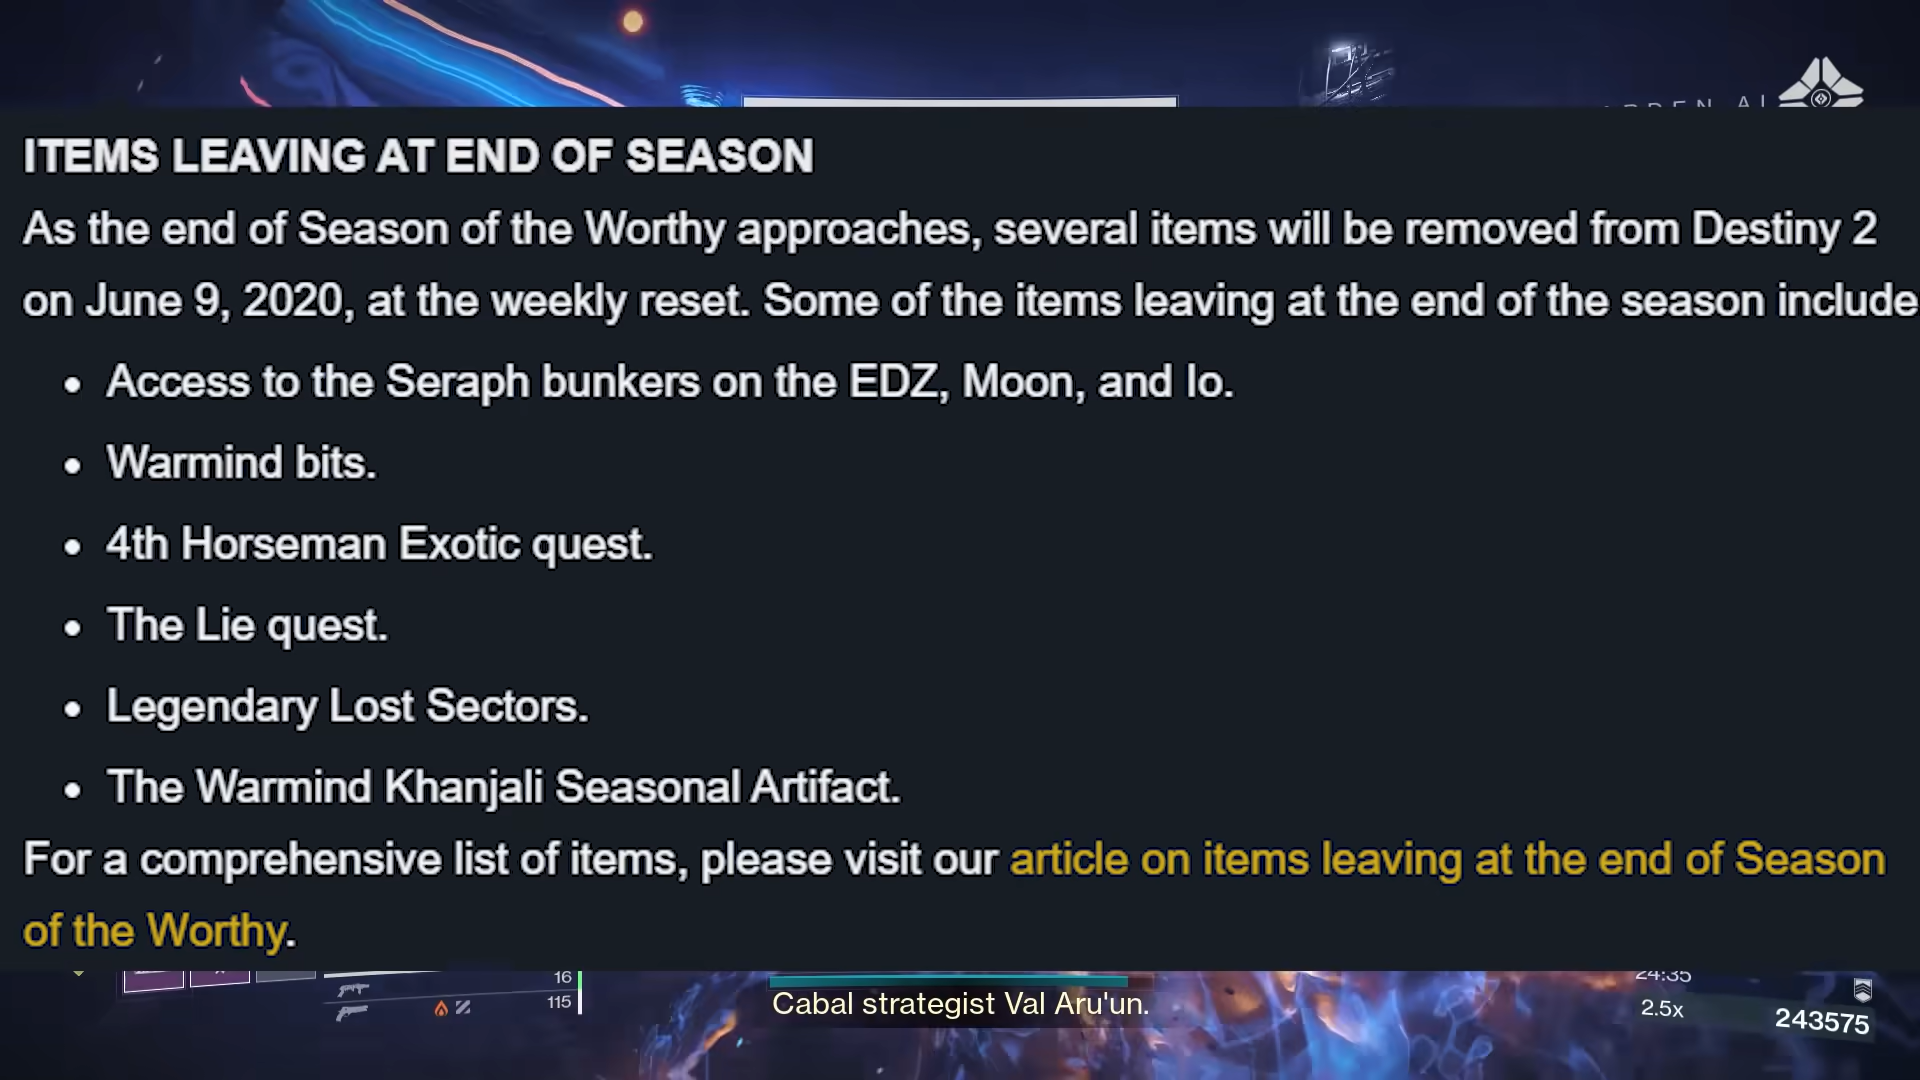 ITEMS LEAVING AT END OF SEASON
As the end of Season of the Worthy approaches, several items will be removed from Destiny 2
on June 9, 2020, at the weekly reset. Some of the items leaving at the end of the season include
• Access to the Seraph bunkers on the EDZ, Moon, and Io.
• Warmind bits.
• 4th Horseman Exotic quest.
• The Lie quest.
• Legendary Lost Sectors.
• The Warmind Khanjali Seasonal Artifact.
For a comprehensive list of items, please visit our article on items leaving at the end of Season
of the Worthy.
16
115
Cabal strategist Val Aru'un.
24:35
2.5x
243575